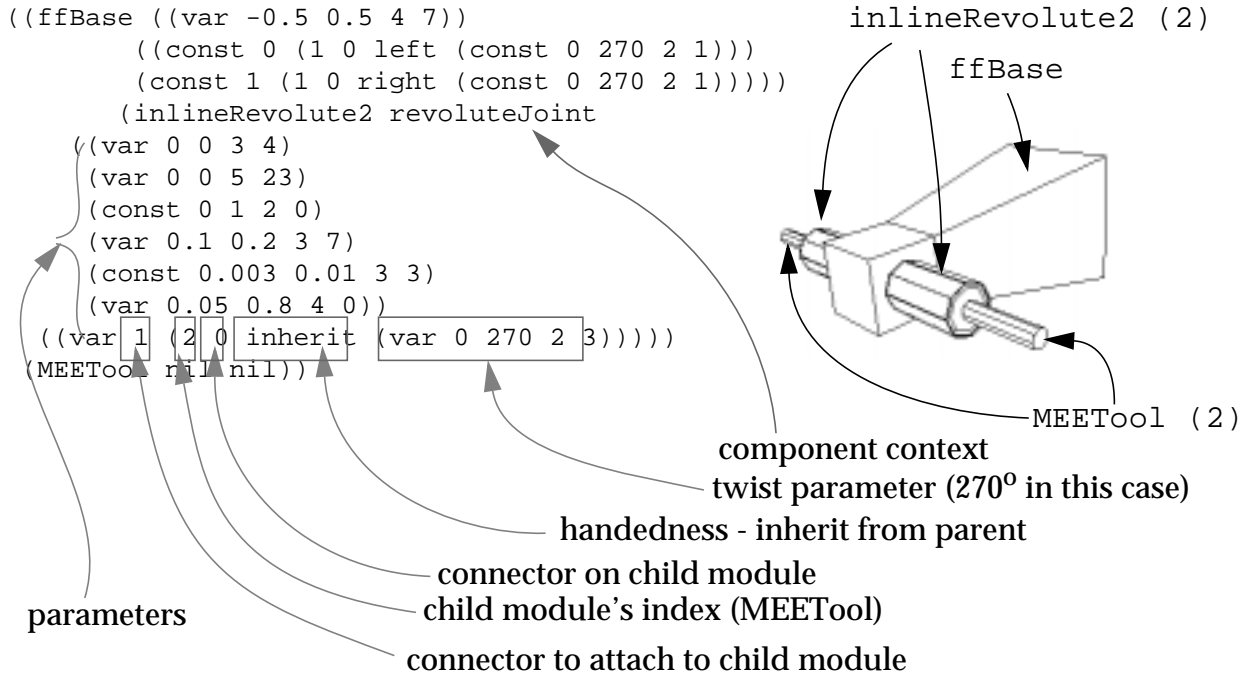 ((ffBase ((var -0.5 0.5 4 7))
((const 0 (1 0 left (const 0 270 2 1)))
(const 1 (1 0 right (const 0 270 2 1)))))
(inlineRevolute2 revoluteJoint
((var 0 0 3 4)
(var 0 0 5 23)
(const 0 1 2 0)
(var 0.1 0.2 3 7)
(const 0.003 0.01 3 3)
(var 0.05 0.8 4 0))
((var 1 (2 0 inherit (var 0 270 2 3)))))
(MEETool nil nil))
inlineRevolute2 (2)
ffBase
MEETool (2)
component context
twist parameter (270o in this case)
handedness - inherit from parent
connector on child module
child module's index (MEETool)
connector to attach to child module
parameters